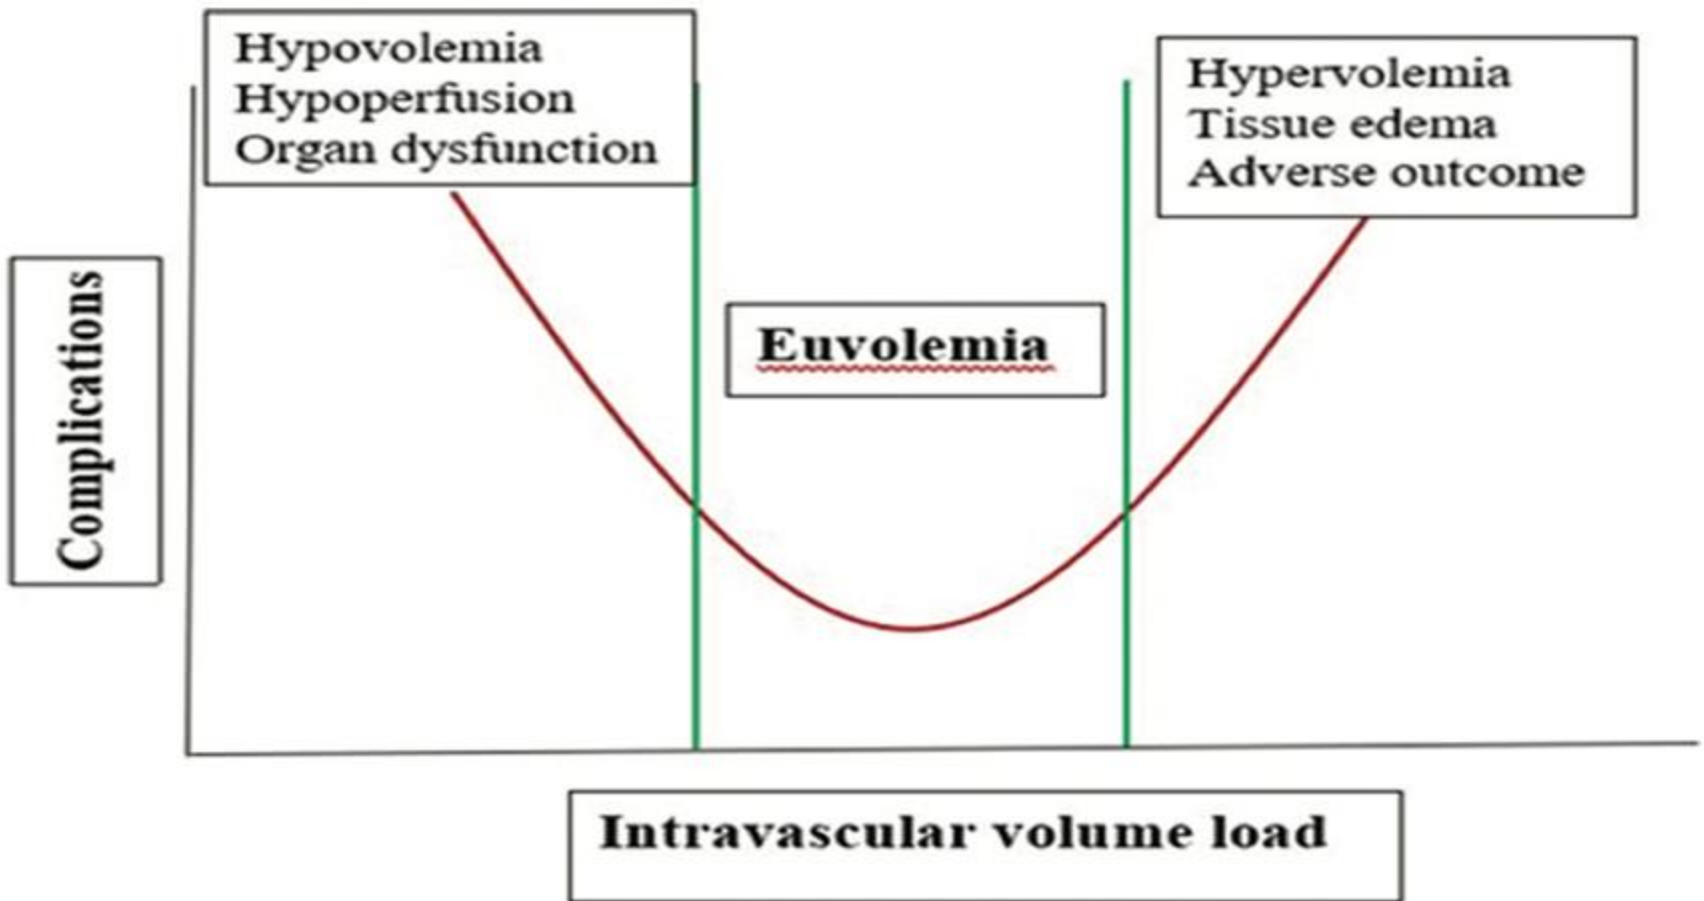 Hypovolemia
Hypoperfusion
Organ dysfunction
Hypervolemia
Tissue edema
Adverse outcome
Euvolemia
Complications
Intravascular volume load